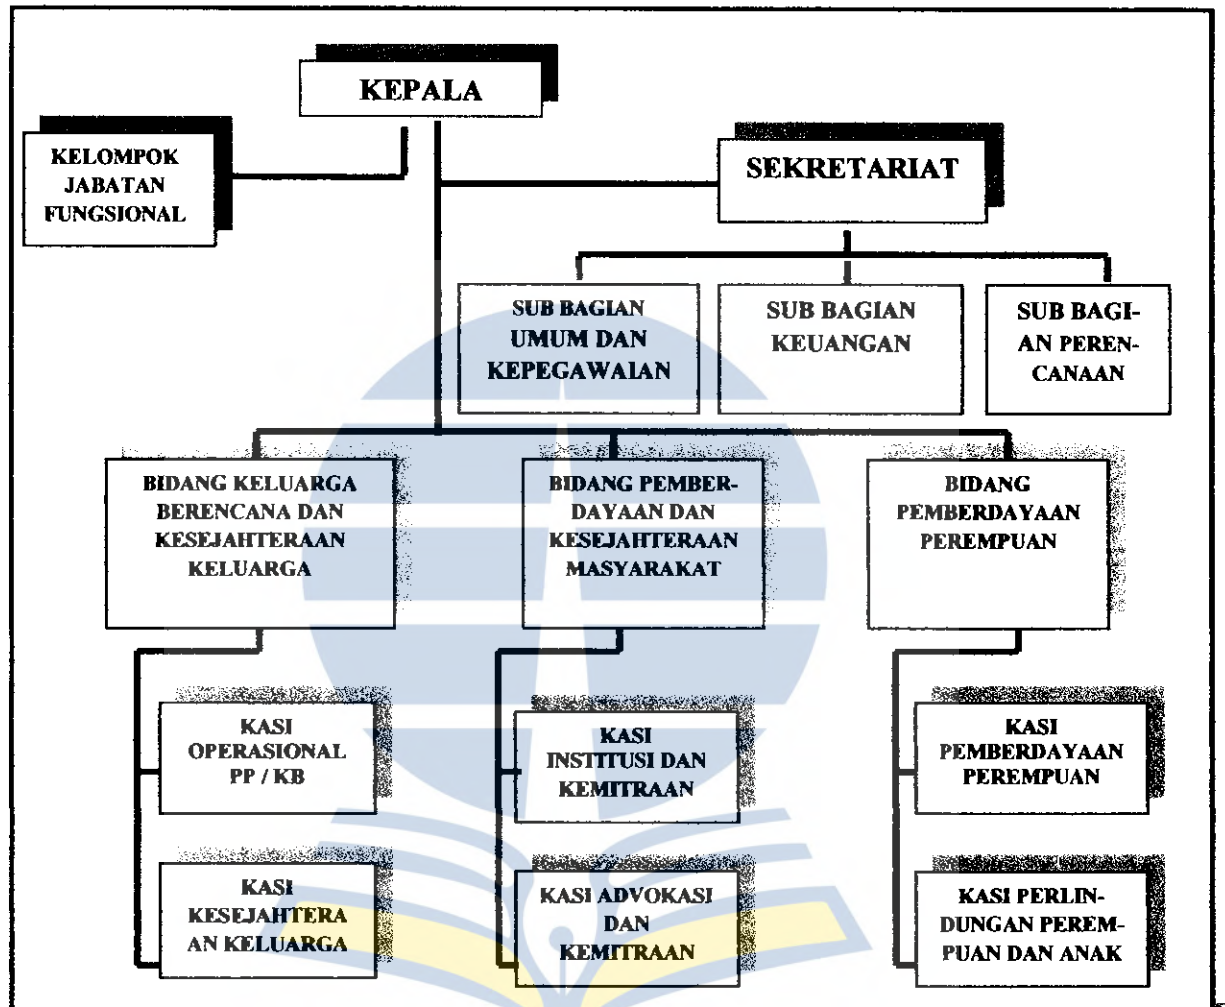 KEPALA
KELOMPOK
JABATAN
FUNGSIONAL
SEKRETARIAT
SUB BAGIAN
UMUM DAN
KEPEGAWAIAN
SUB BAGIAN
KEUANGAN
SUB BAGI-
AN PEREN-
CANAAN
BIDANG KELUARGA
BERENCANA DAN
KESEJAHTERAAN
KELUARGA
BIDANG PEMBER-
DAYAAN DAN
KESEJAHTERAAN
MASYARAKAT
BIDANG
PEMBERDAYAAN
PEREMPUAN
KASI
OPERASIONAL
PP / KB
KASI
INSTITUSI DAN
KEMITRAAN
KASI
PEMBERDAYAAN
PEREMPUAN
KASI
KESEJAHTERA
AN KELUARGA
KASI ADVOKASI
DAN
KEMITRAAN
KASI PERLIN-
DUNGAN PEREM-
PUAN DAN ANAK